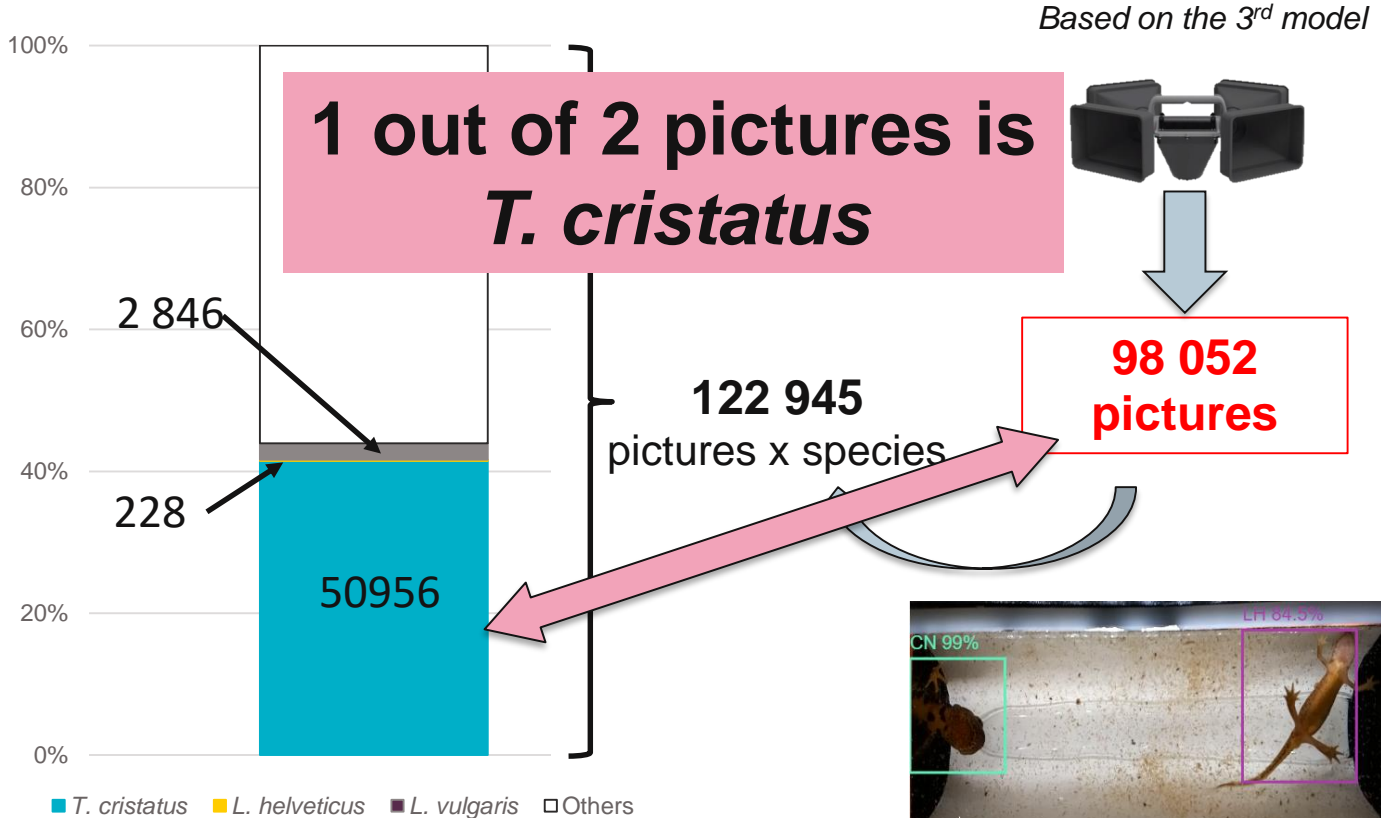 Based on the 3rd model
100%
80%
60%
40%
20%
0%
1 out of 2 pictures is
T. cristatus
2 846
228
50956
122 945
pictures x species
98 052
pictures
CN 99%
LH 84.5%
T. cristatus L. helveticus L. vulgaris Others